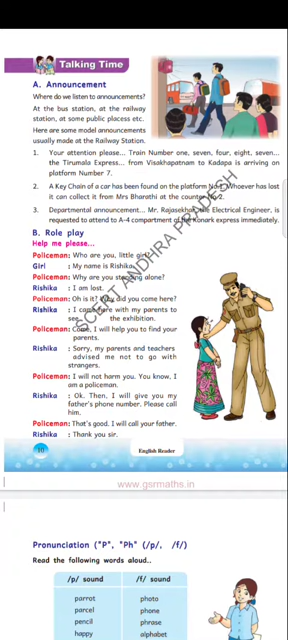 Talking Time
A. Announcement
Where do we listen to announcements?
At the bus station, at the railway
station, at some public placess etc.
Here are some model announcements
usually made at the Railway Station.
1. Your attention please... Train Number one, seven, four, eight, seven...
the Tirumala Express... from Visakhapatnam to Kadapa is arriving on
platform Number 7.
2. A Key Chain of a car has been found on the platform No.1. Whoever has lost
it can collect it from Mrs Bharathi at the counter No.2.
3. Departmental announcement... Mr. Rajasekhar, the Electrical Engineer, is
requested to attend to A-4 compartment of the Konark express immediately.
B. Role play
Help me please...
Policeman: Who are you, little girl?
Girl : My name is Rishika.
Policeman: Why are you standing alone?
Rishika : I am lost.
Policeman: Oh is it? Why did you come here?
Rishika : I came here with my parents to
see the exhibition.
Policeman: Come, I will help you to find your
parents.
Rishika : Sorry, my parents and teachers
advised me not to go with
strangers.
Policeman: I will not harm you. You know, I
am a policeman.
Rishika : Ok. Then, I will give you my
father's phone number. Please call
him.
Policeman: That's good. I will call your father.
Rishika : Thank you sir.
SCERT ANDHRA PRADESH
10
English Reader
www.gsrmaths.in
Pronunciation ("P", "Ph" (/p/, /f/)
Read the following words aloud..
/p/ sound /f/ sound
parrot photo
parcel phone
pencil phrase
happy alphabet